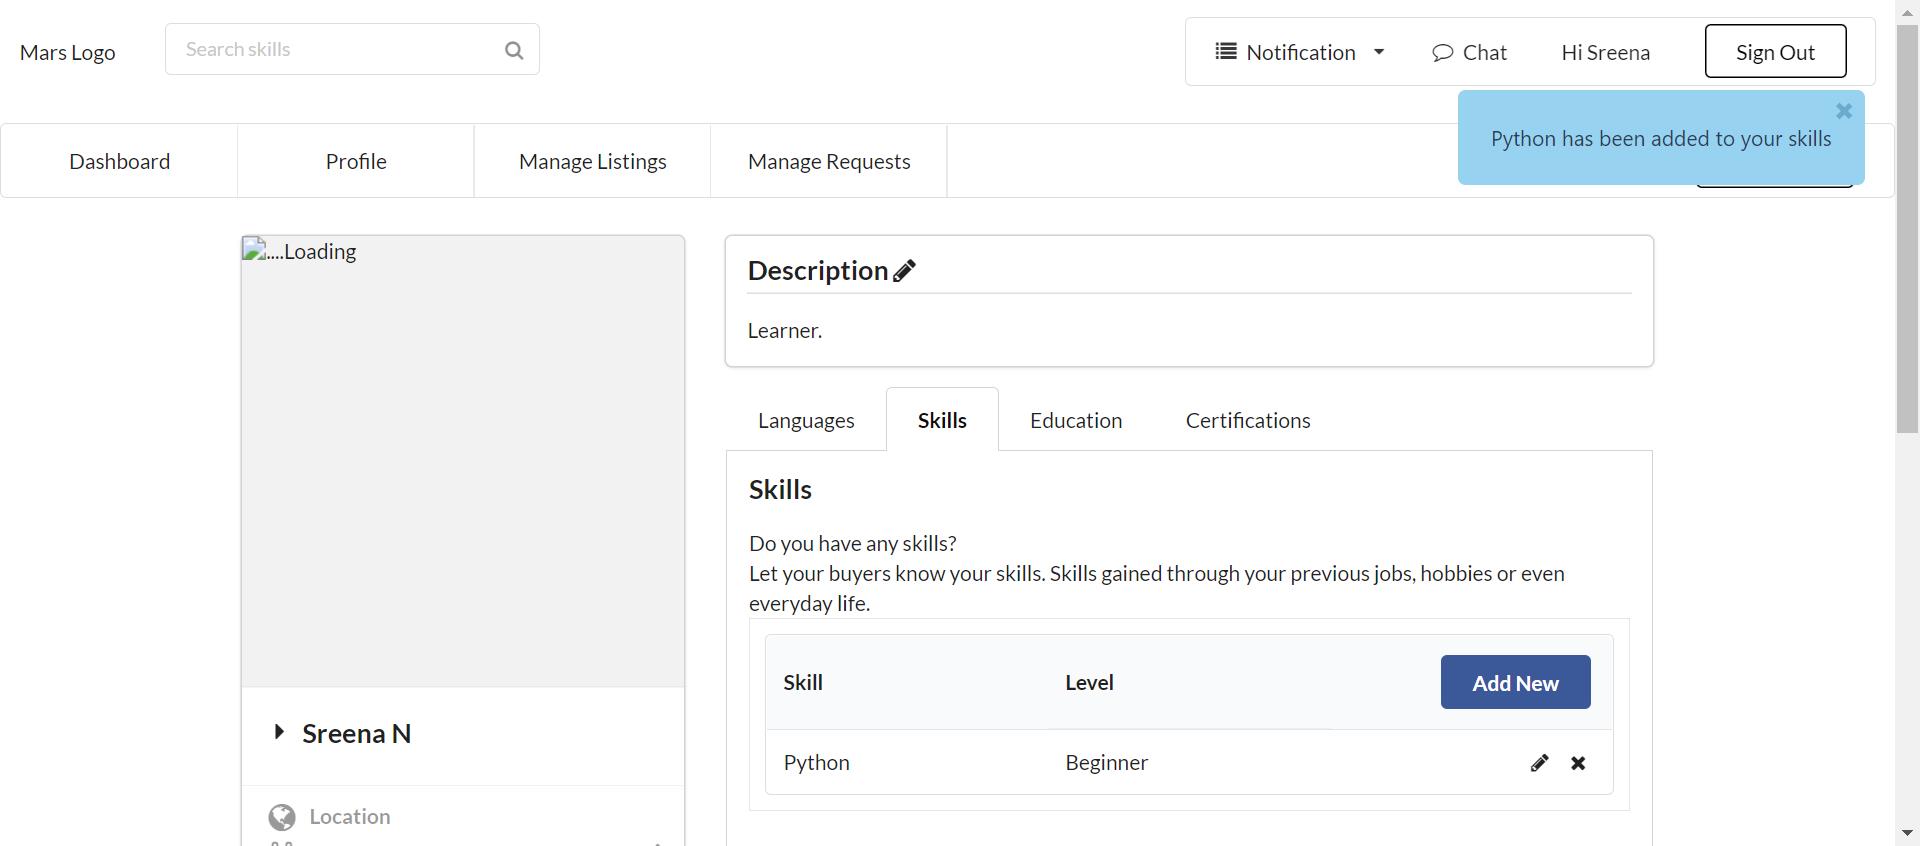 Mars Logo
Search skills
Notification
Chat
Hi Sreena
Sign Out
Python has been added to your skills
Dashboard
Profile
Manage Listings
Manage Requests
....Loading
Description
Learner.
Languages
Skills
Education
Certifications
Skills
Do you have any skills?
Let your buyers know your skills. Skills gained through your previous jobs, hobbies or even
everyday life.
Skill
Level
Add New
Python
Beginner
Sreena N
Location